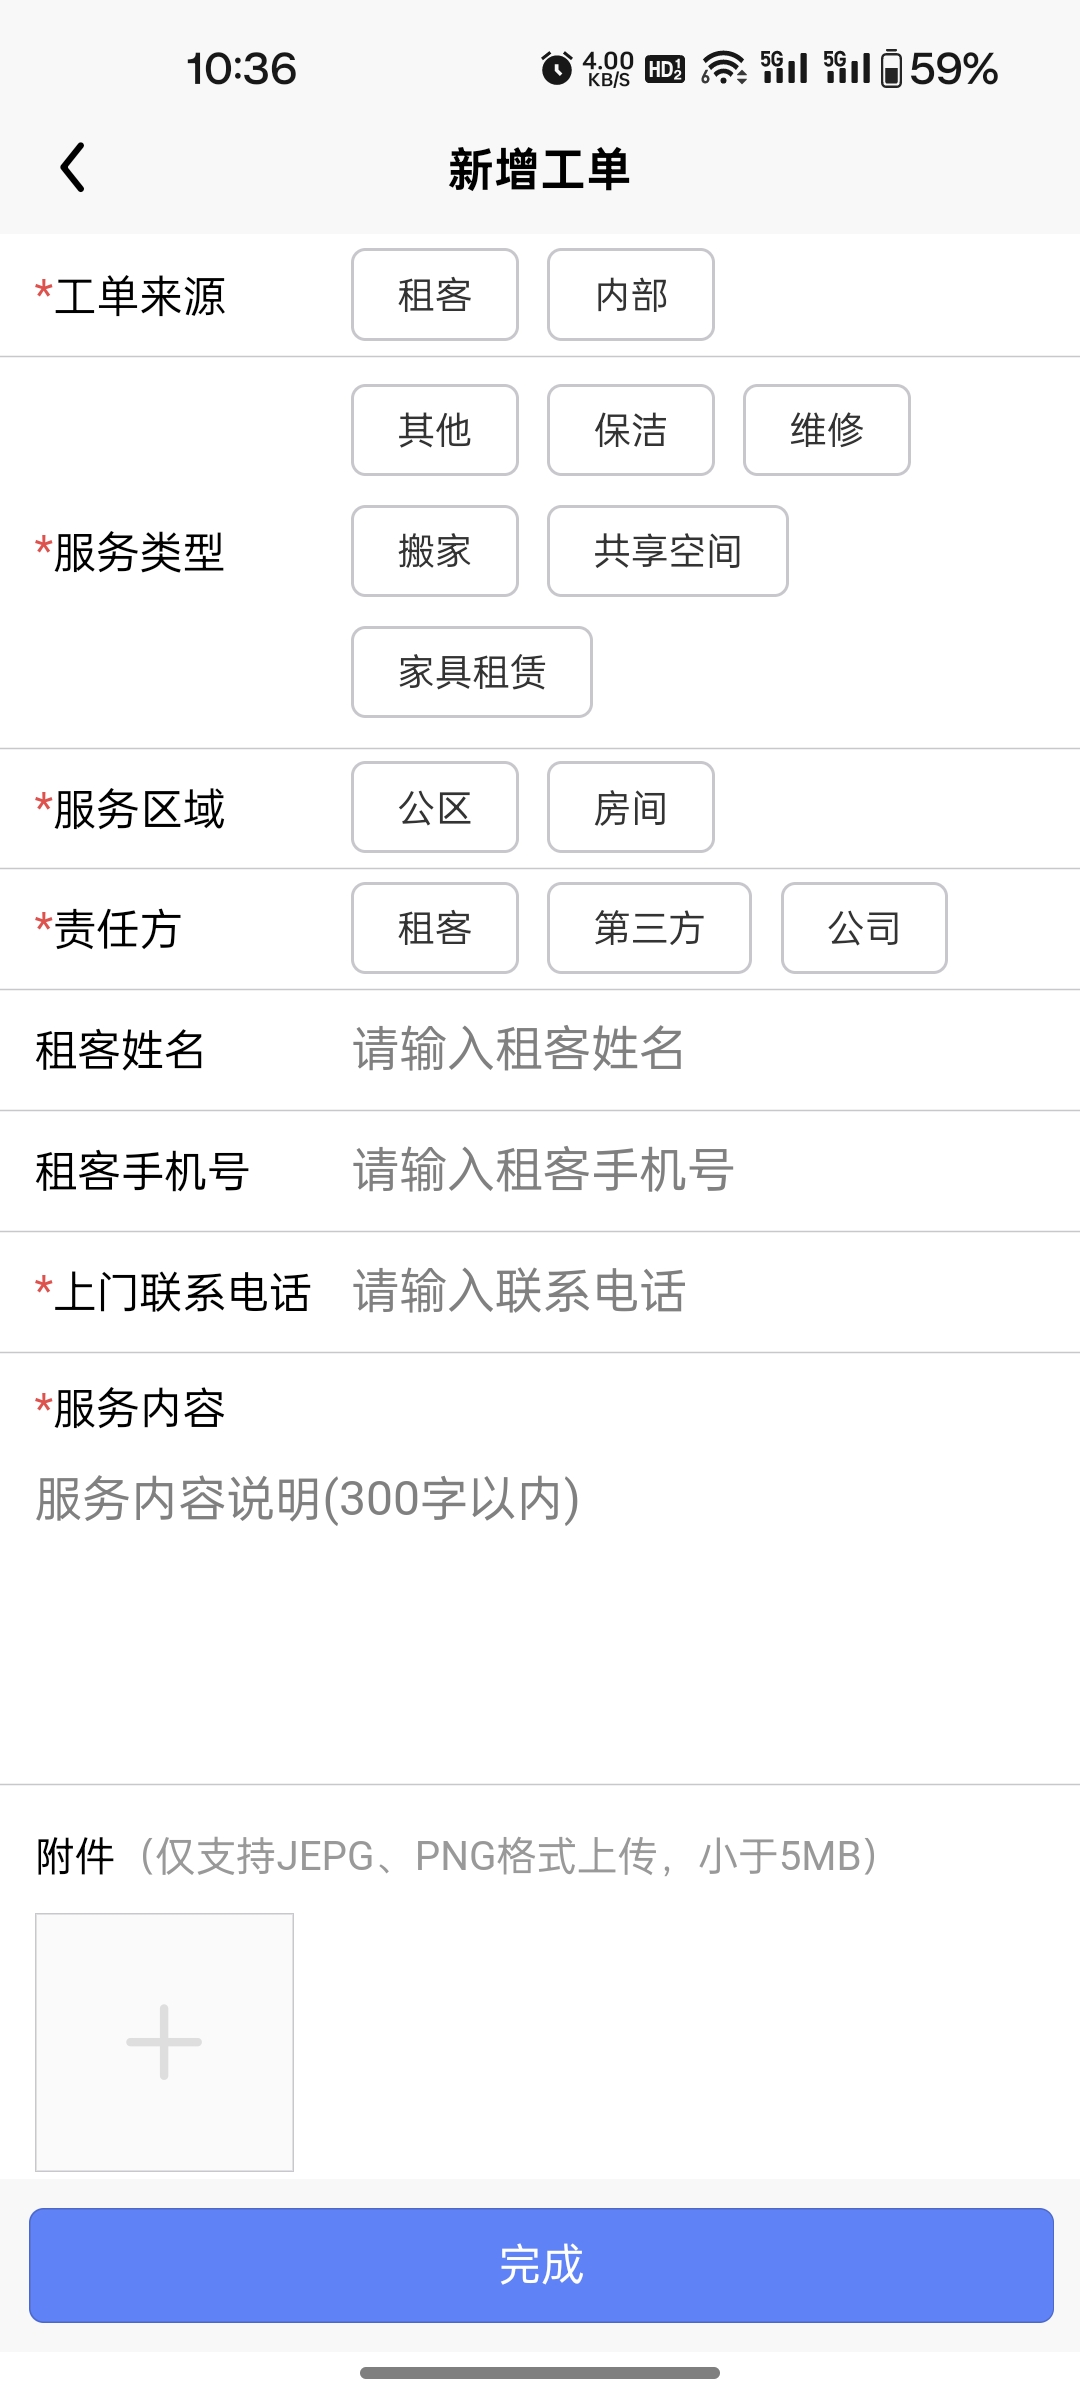 10:36 4.00 KB/S HD 1 2 6 5G 5G 59%
新增工单
*工单来源 租客 内部
其他 保洁 维修
*服务类型 搬家 共享空间
家具租赁
*服务区域 公区 房间
*责任方 租客 第三方 公司
租客姓名 请输入租客姓名
租客手机号 请输入租客手机号
*上门联系电话 请输入联系电话
*服务内容
服务内容说明(300字以内)
附件（仅支持JEPG、PNG格式上传，小于5MB）
完成